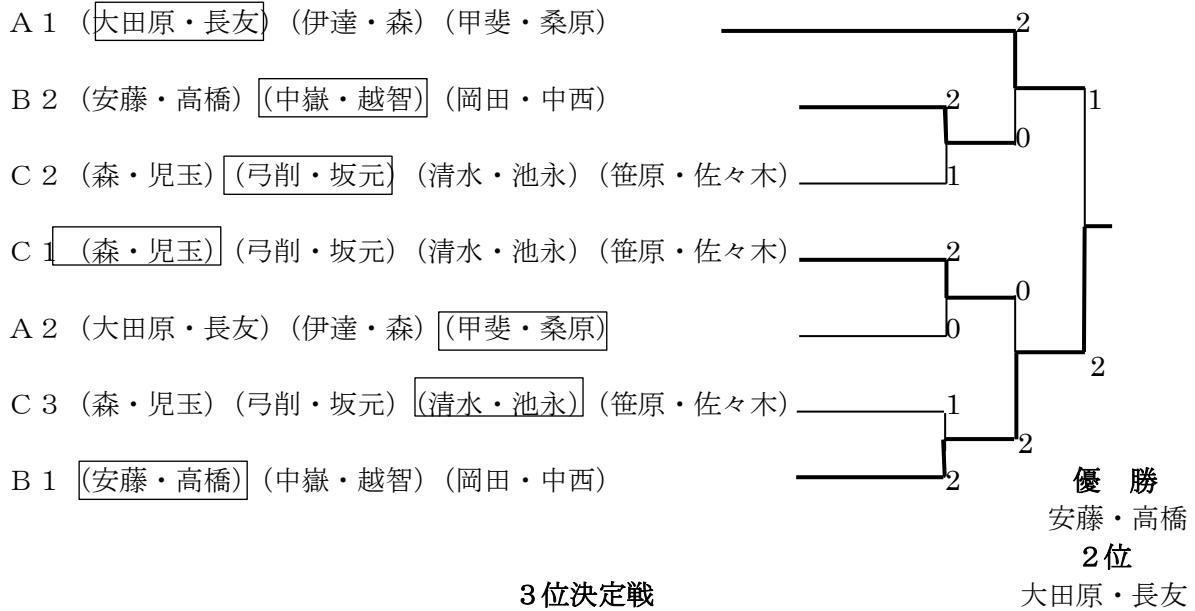 A１（大田原・長友）（伊達・森）（甲斐・桑原）
2
B２（安藤・高橋）（中嶽・越智）（岡田・中西）
2
1
0
C２（森・児玉）（弓削・坂元）（清水・池永）（笹原・佐々木）
1
C１（森・児玉）（弓削・坂元）（清水・池永）（笹原・佐々木）
2
0
A２（大田原・長友）（伊達・森）（甲斐・桑原）
0
2
C３（森・児玉）（弓削・坂元）（清水・池永）（笹原・佐々木）
1
2
B１（安藤・高橋）（中嶽・越智）（岡田・中西）
2
優　勝
安藤・高橋
２位
大田原・長友
３位決定戦